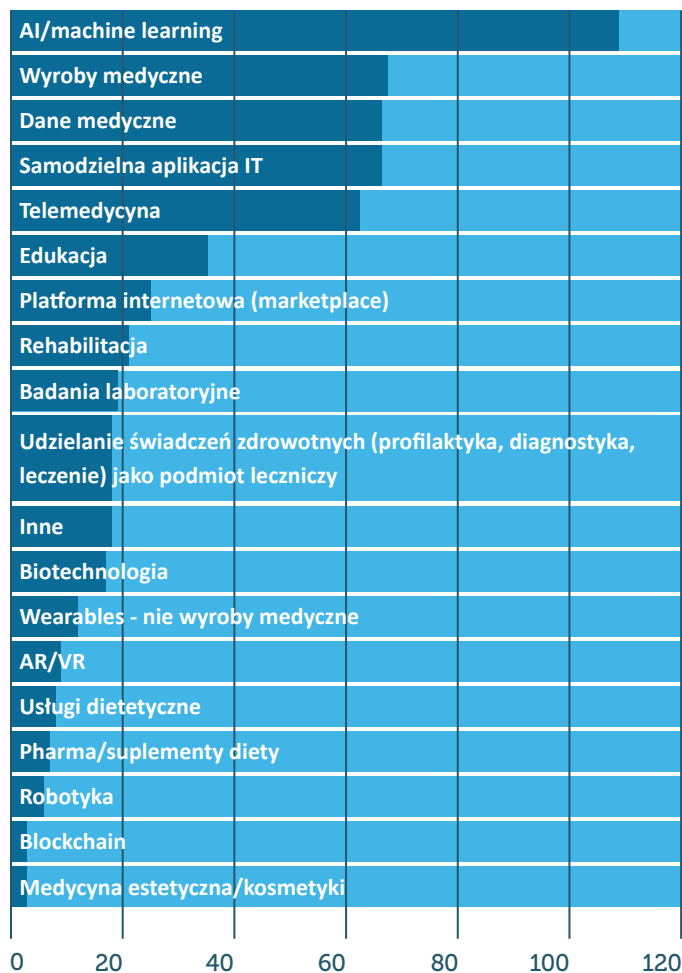 AI/machine learning
Wyroby medyczne
Dane medyczne
Samodzielna aplikacja IT
Telemedycyna
Edukacja
Platforma internetowa (marketplace)
Rehabilitacja
Badania laboratoryjne
Udzielanie świadczeń zdrowotnych (profilaktyka, diagnostyka,
leczenie) jako podmiot leczniczy
Inne
Biotechnologia
Wearables - nie wyroby medyczne
AR/VR
Usługi dietetyczne
Pharma/suplementy diety
Robotyka
Blockchain
Medycyna estetyczna/kosmetyki
0 20 40 60 80 100 120